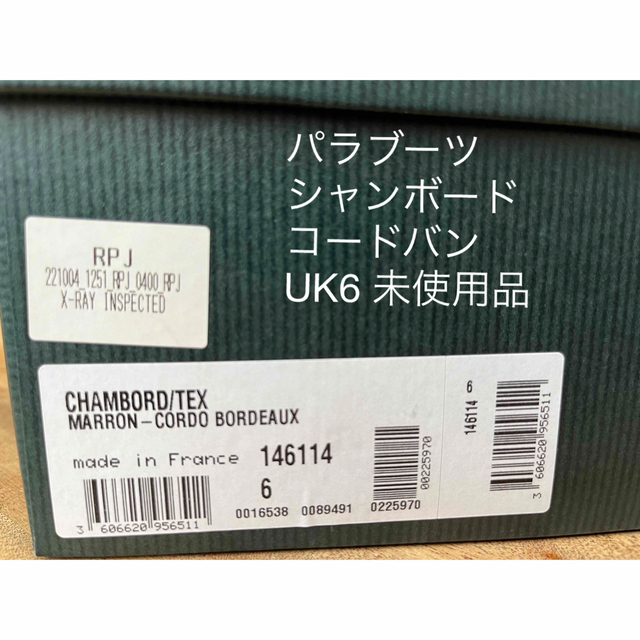 パラブーツ
シャンボード
コードバン
UK6 未使用品
RPJ
221004_1251_RPJ_0400_RPJ
X-RAY INSPECTED
CHAMBORD/TEX
MARRON-CORDO BORDEAUX
made in France 146114
6
3 606620 956511
0016538 0089491 0225970
00225970
146114 6
3 606620 956511